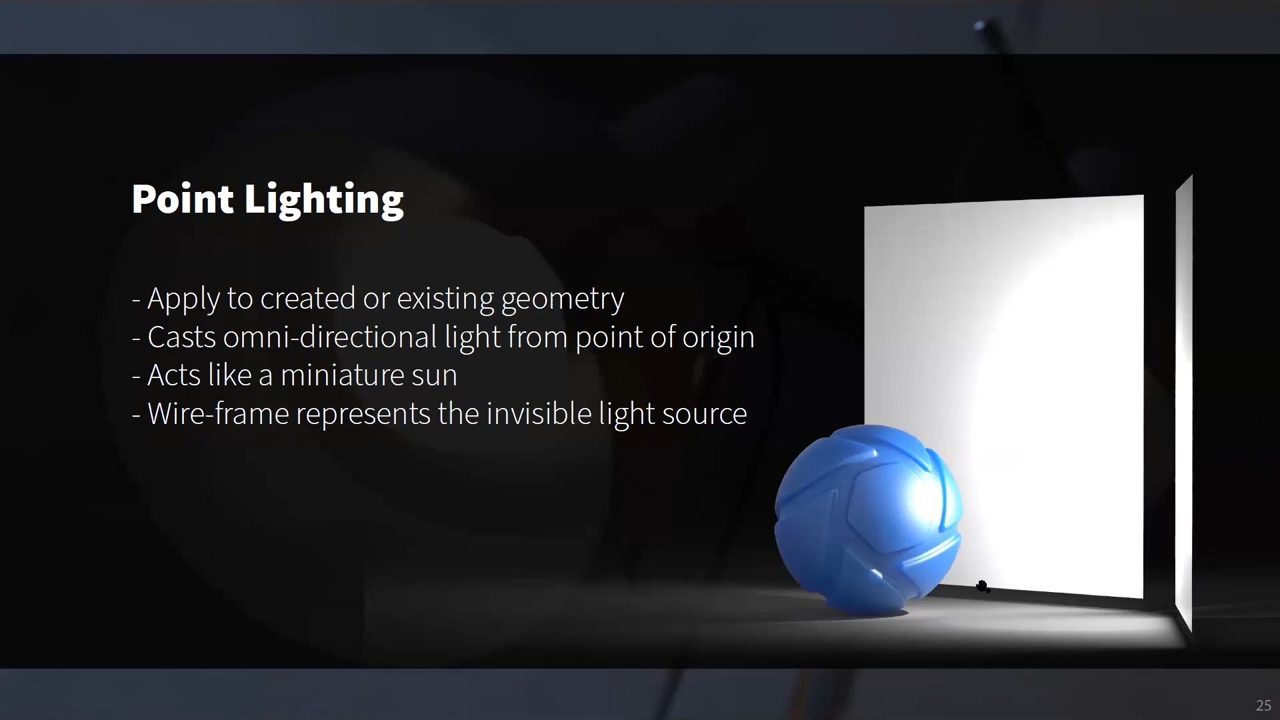 Point Lighting
- Apply to created or existing geometry
- Casts omni-directional light from point of origin
- Acts like a miniature sun
- Wire-frame represents the invisible light source
25